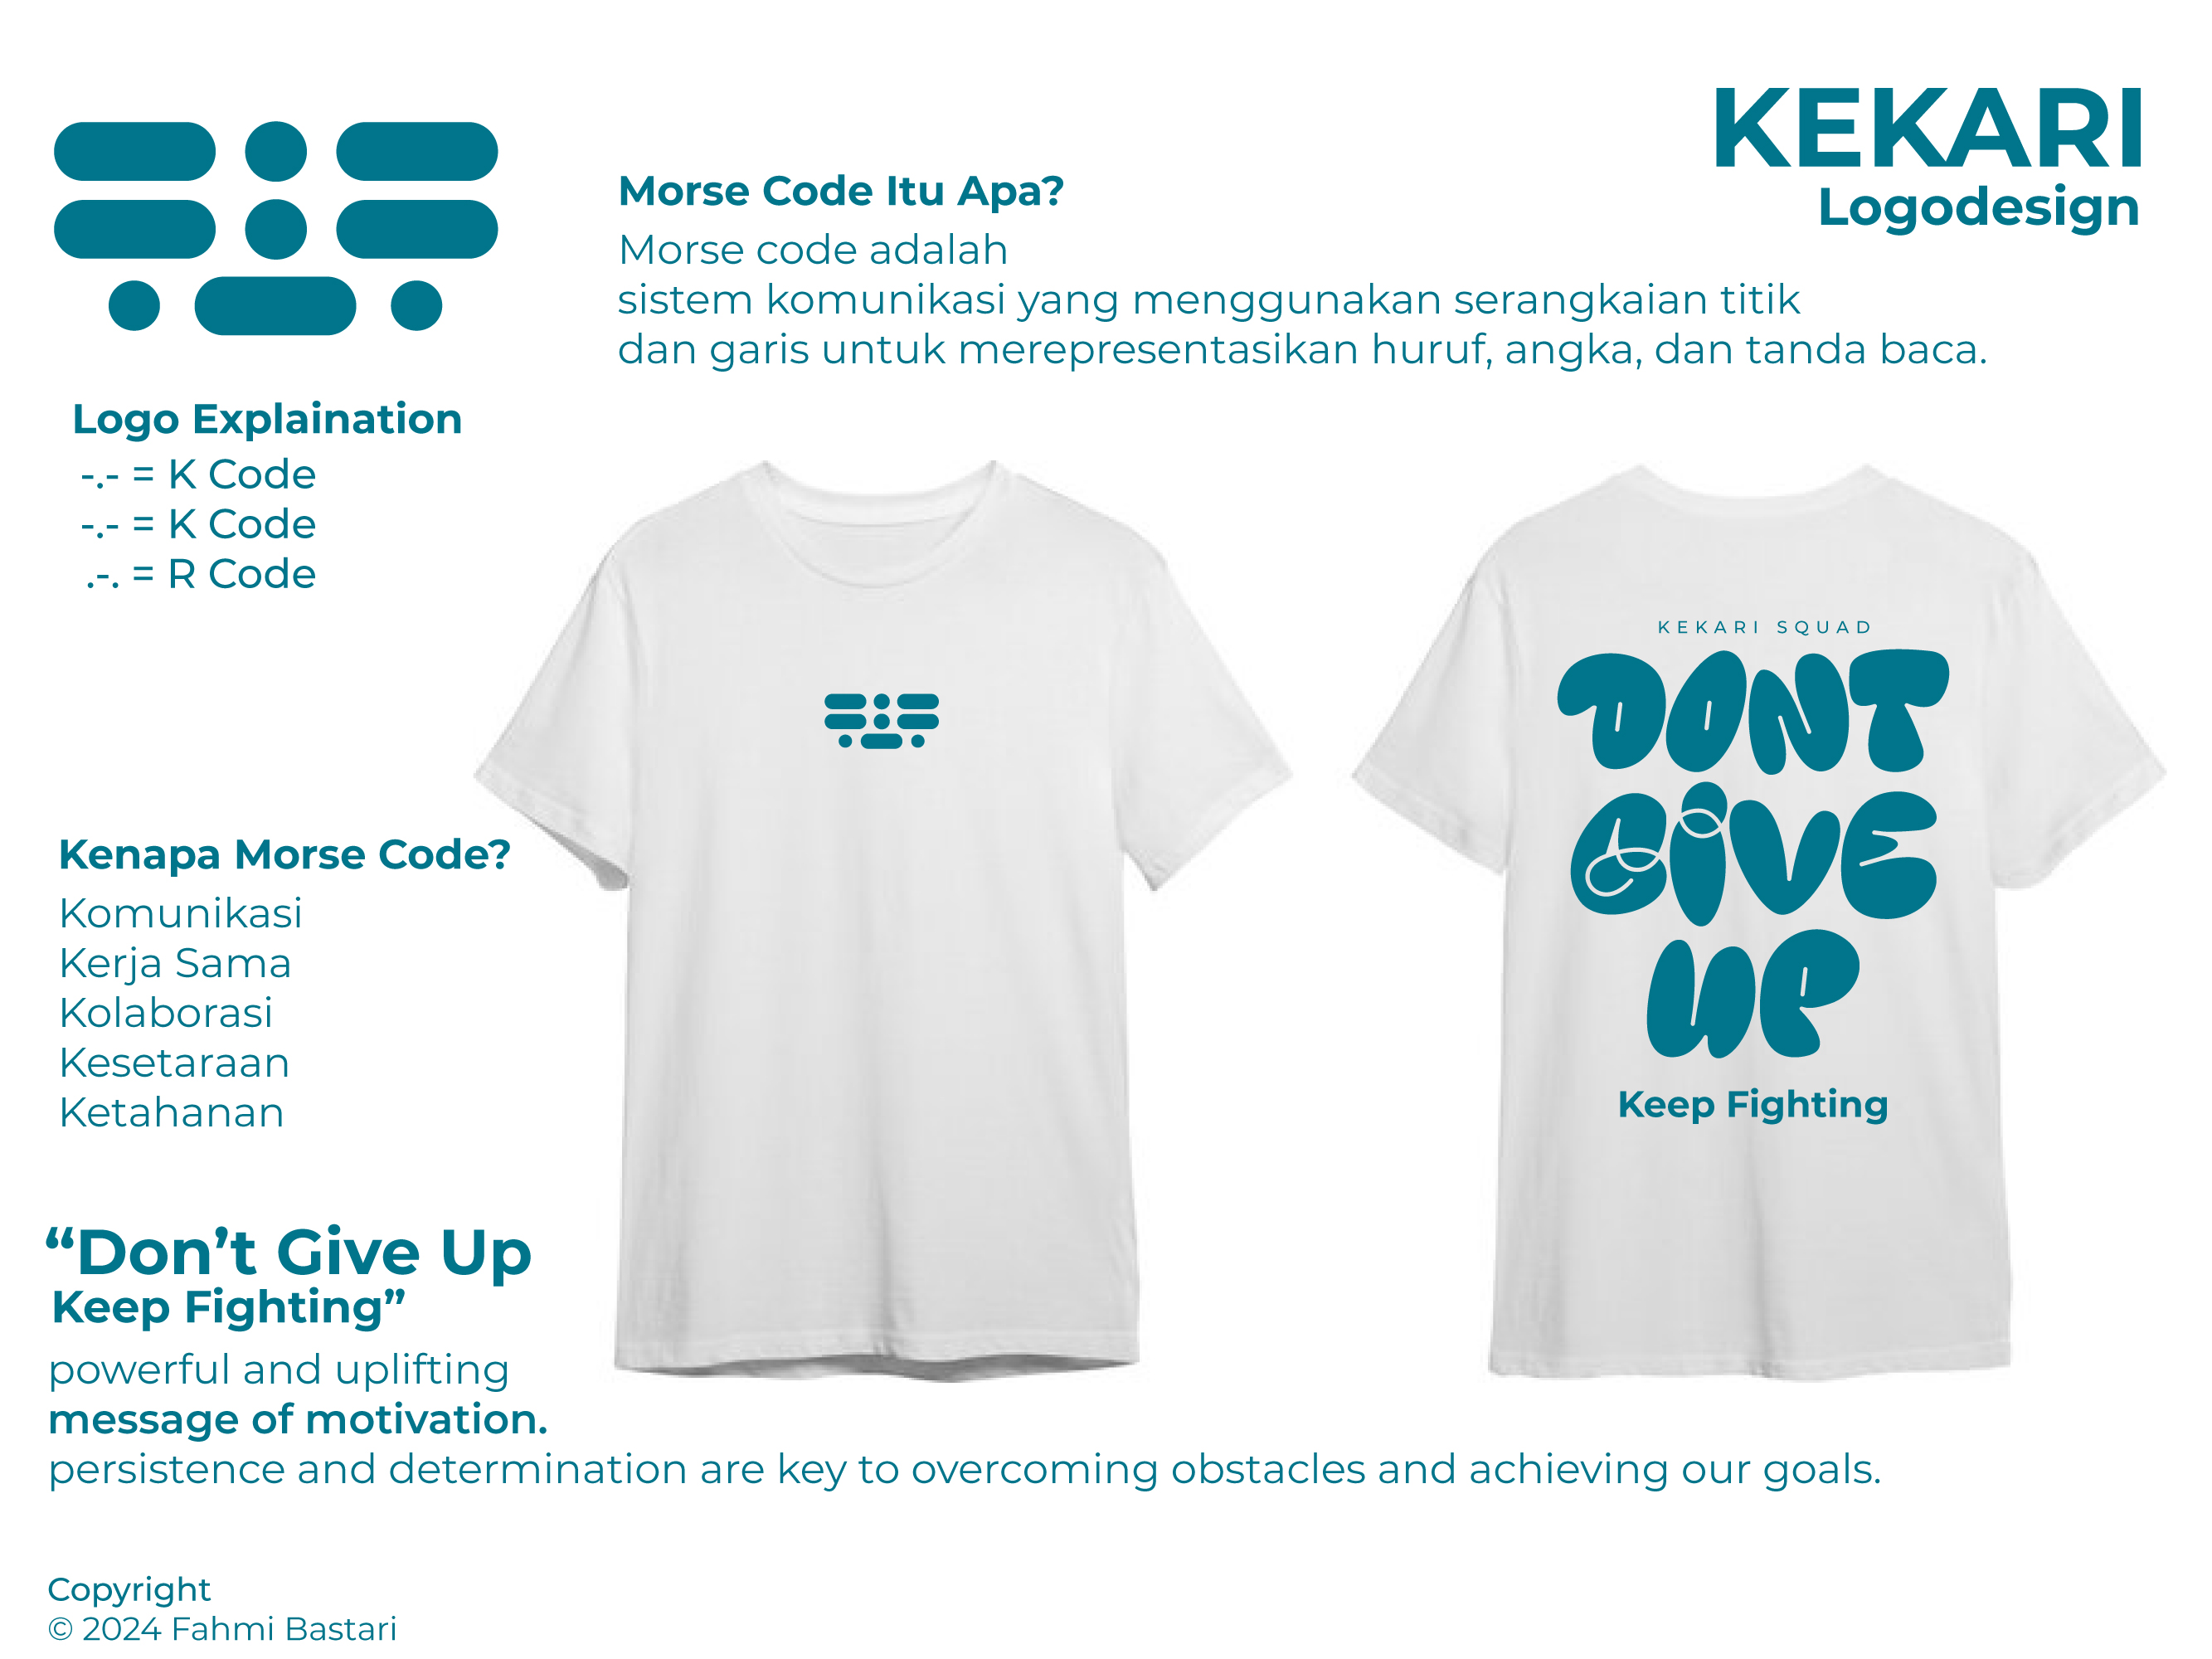 KEKARI
Logodesign
Morse Code Itu Apa?
Morse code adalah
sistem komunikasi yang menggunakan serangkaian titik
dan garis untuk merepresentasikan huruf, angka, dan tanda baca.
Logo Explaination
-.- = K Code
-.- = K Code
.-. = R Code
KEKARI SQUAD
DONT
GIVE
UP
Keep Fighting
Kenapa Morse Code?
Komunikasi
Kerja Sama
Kolaborasi
Kesetaraan
Ketahanan
“Don’t Give Up
Keep Fighting”
powerful and uplifting
message of motivation.
persistence and determination are key to overcoming obstacles and achieving our goals.
Copyright
© 2024 Fahmi Bastari